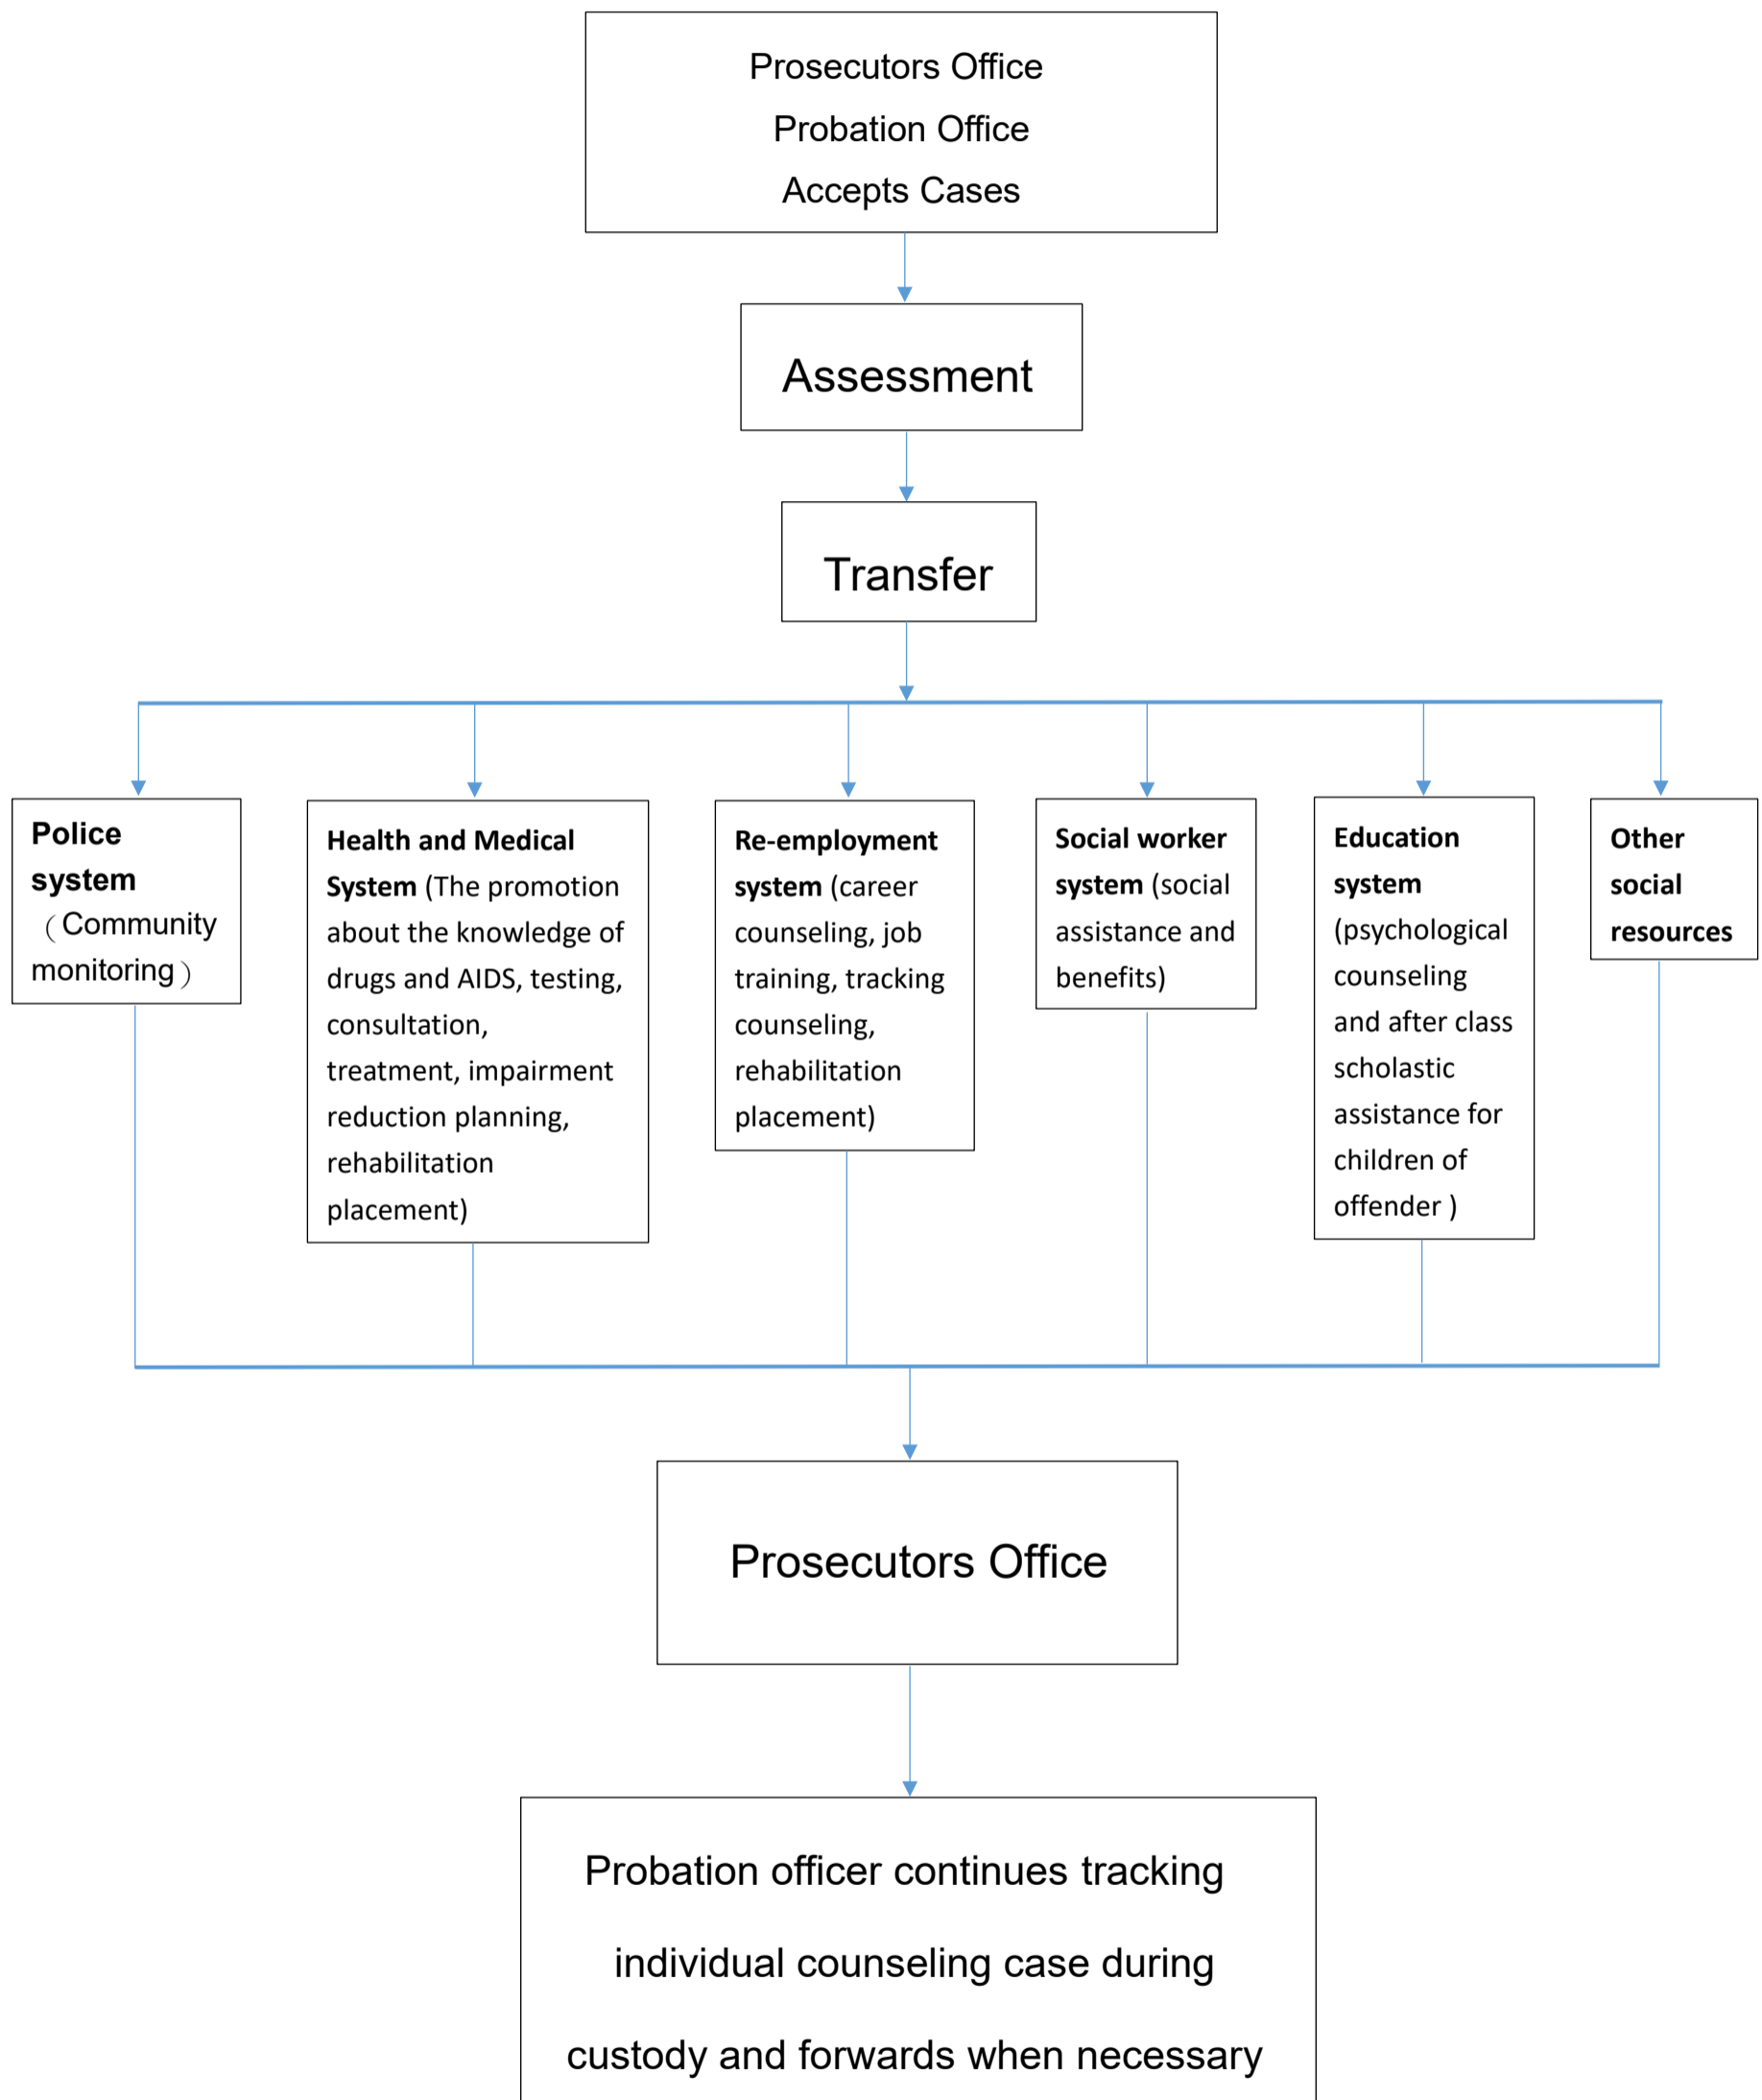 Prosecutors Office
Probation Office
Accepts Cases
Assessment
Transfer
Police
system
（Community
monitoring）
Health and Medical
System (The promotion
about the knowledge of
drugs and AIDS, testing,
consultation,
treatment, impairment
reduction planning,
rehabilitation
placement)
Re-employment
system (career
counseling, job
training, tracking
counseling,
rehabilitation
placement)
Social worker
system (social
assistance and
benefits)
Education
system
(psychological
counseling
and after class
scholastic
assistance for
children of
offender )
Other
social
resources
Prosecutors Office
Probation officer continues tracking
individual counseling case during
custody and forwards when necessary